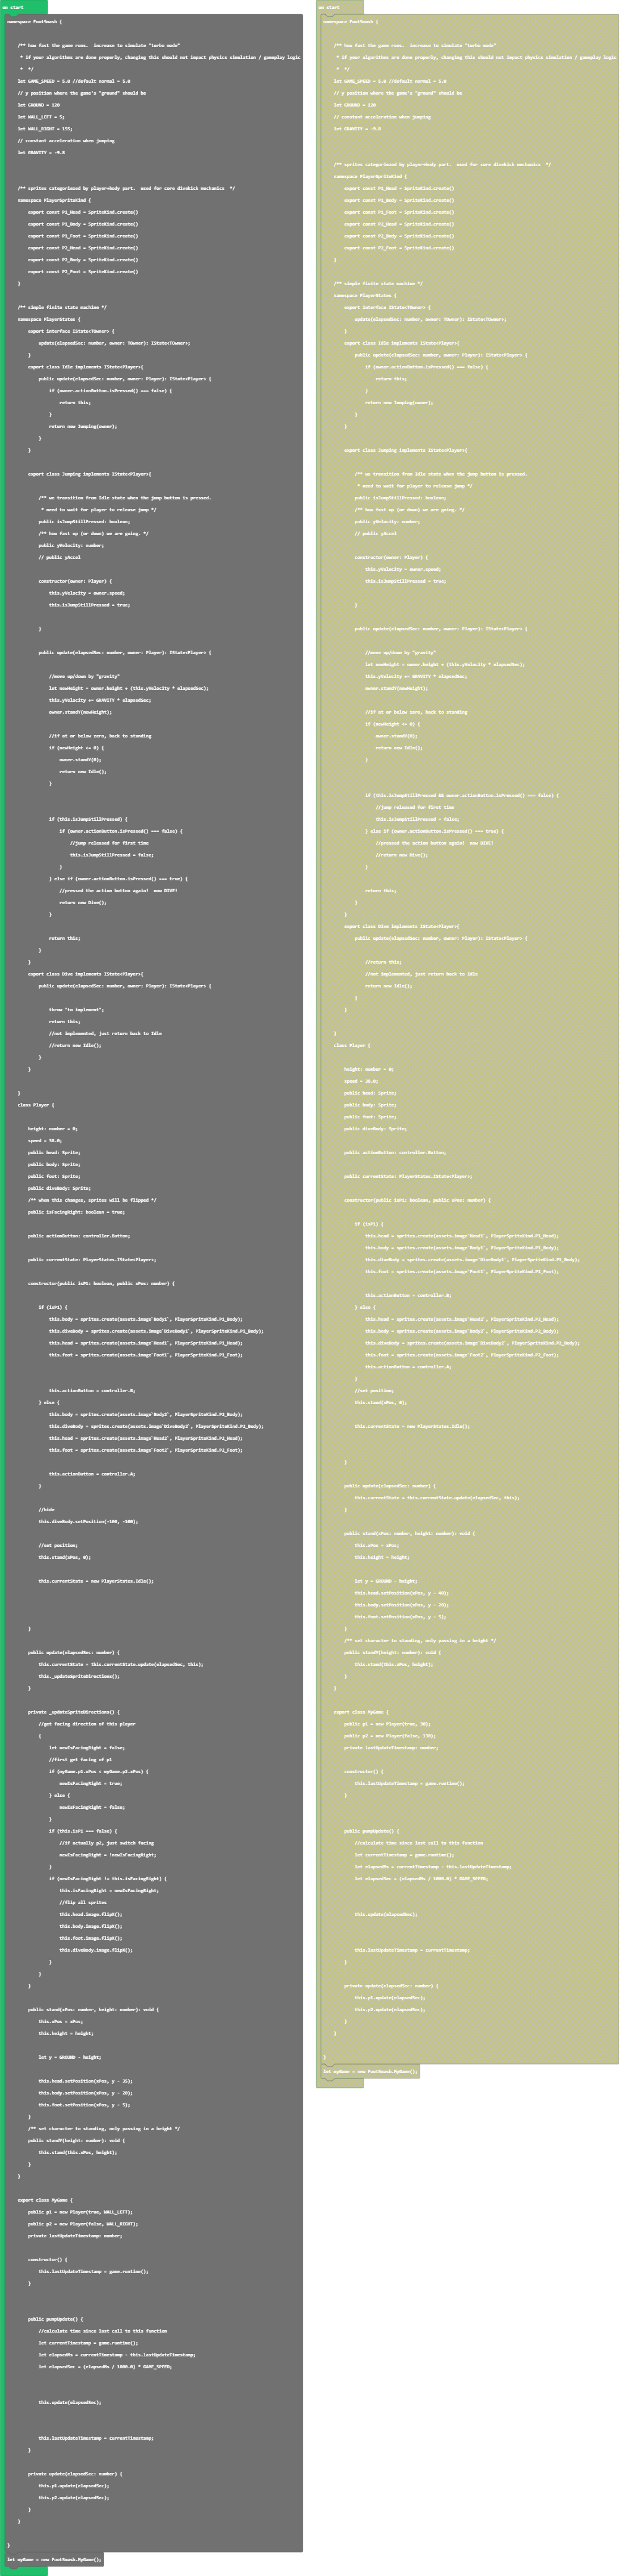 on start
namespace FootSmash {
/** how fast the game runs.  increase to simulate "turbo mode"
* if your algorithms are done properly, changing this should not impact physics simulation / gameplay logic
*  */
let GAME_SPEED = 5.0 //default normal = 5.0
// y position where the game's "ground" should be
let GROUND = 120
let WALL_LEFT = 5;
let WALL_RIGHT = 155;
// constant acceleration when jumping
let GRAVITY = -9.8
/** sprites categorized by player+body part.  used for core divekick mechanics  */
namespace PlayerSpriteKind {
export const P1_Head = SpriteKind.create()
export const P1_Body = SpriteKind.create()
export const P1_Foot = SpriteKind.create()
export const P2_Head = SpriteKind.create()
export const P2_Body = SpriteKind.create()
export const P2_Foot = SpriteKind.create()
}
/** simple finite state machine */
namespace PlayerStates {
export interface IState<TOwner> {
update(elapsedSec: number, owner: TOwner): IState<TOwner>;
}
export class Idle implements IState<Player>{
public update(elapsedSec: number, owner: Player): IState<Player> {
if (owner.actionButton.isPressed() === false) {
return this;
}
return new Jumping(owner);
}
}
export class Jumping implements IState<Player>{
/** we transition from Idle state when the jump button is pressed.
* need to wait for player to release jump */
public isJumpStillPressed: boolean;
/** how fast up (or down) we are going. */
public yVelocity: number;
// public yAccel
constructor(owner: Player) {
this.yVelocity = owner.speed;
this.isJumpStillPressed = true;
}
public update(elapsedSec: number, owner: Player): IState<Player> {
//move up/down by "gravity"
let newHeight = owner.height + (this.yVelocity * elapsedSec);
this.yVelocity += GRAVITY * elapsedSec;
owner.standY(newHeight);
//if at or below zero, back to standing
if (newHeight <= 0) {
owner.standY(0);
return new Idle();
}
if (this.isJumpStillPressed) {
if (owner.actionButton.isPressed() === false) {
//jump released for first time
this.isJumpStillPressed = false;
}
} else if (owner.actionButton.isPressed() === true) {
//pressed the action button again!  now DIVE!
return new Dive();
}
return this;
}
}
export class Dive implements IState<Player>{
public update(elapsedSec: number, owner: Player): IState<Player> {
throw "to implement";
return this;
//not implemented, just return back to Idle
//return new Idle();
}
}
}
class Player {
height: number = 0;
speed = 30.0;
public head: Sprite;
public body: Sprite;
public foot: Sprite;
public diveBody: Sprite;
/** when this changes, sprites will be flipped */
public isFacingRight: boolean = true;
public actionButton: controller.Button;
public currentState: PlayerStates.IState<Player>;
constructor(public isP1: boolean, public xPos: number) {
if (isP1) {
this.body = sprites.create(assets.image`Body1`, PlayerSpriteKind.P1_Body);
this.diveBody = sprites.create(assets.image`DiveBody1`, PlayerSpriteKind.P1_Body);
this.head = sprites.create(assets.image`Head1`, PlayerSpriteKind.P1_Head);
this.foot = sprites.create(assets.image`Foot1`, PlayerSpriteKind.P1_Foot);
this.actionButton = controller.B;
} else {
this.body = sprites.create(assets.image`Body2`, PlayerSpriteKind.P2_Body);
this.diveBody = sprites.create(assets.image`DiveBody2`, PlayerSpriteKind.P2_Body);
this.head = sprites.create(assets.image`Head2`, PlayerSpriteKind.P2_Head);
this.foot = sprites.create(assets.image`Foot2`, PlayerSpriteKind.P2_Foot);
this.actionButton = controller.A;
}
//hide
this.diveBody.setPosition(-100, -100);
//set position;
this.stand(xPos, 0);
this.currentState = new PlayerStates.Idle();
}
public update(elapsedSec: number) {
this.currentState = this.currentState.update(elapsedSec, this);
this._updateSpriteDirections();
}
private _updateSpriteDirections() {
//get facing direction of this player
{
let newIsFacingRight = false;
//first get facing of p1
if (myGame.p1.xPos < myGame.p2.xPos) {
newIsFacingRight = true;
} else {
newIsFacingRight = false;
}
if (this.isP1 === false) {
//if actually p2, just switch facing
newIsFacingRight = !newIsFacingRight;
}
if (newIsFacingRight != this.isFacingRight) {
this.isFacingRight = newIsFacingRight;
//flip all sprites
this.head.image.flipX();
this.body.image.flipX();
this.foot.image.flipX();
this.diveBody.image.flipX();
}
}
}
public stand(xPos: number, height: number): void {
this.xPos = xPos;
this.height = height;
let y = GROUND - height;
this.head.setPosition(xPos, y - 35);
this.body.setPosition(xPos, y - 20);
this.foot.setPosition(xPos, y - 5);
}
/** set character to standing, only passing in a height */
public standY(height: number): void {
this.stand(this.xPos, height);
}
}
export class MyGame {
public p1 = new Player(true, WALL_LEFT);
public p2 = new Player(false, WALL_RIGHT);
private lastUpdateTimestamp: number;
constructor() {
this.lastUpdateTimestamp = game.runtime();
}
public pumpUpdate() {
//calculate time since last call to this function
let currentTimestamp = game.runtime();
let elapsedMs = currentTimestamp - this.lastUpdateTimestamp;
let elapsedSec = (elapsedMs / 1000.0) * GAME_SPEED;
this.update(elapsedSec);
this.lastUpdateTimestamp = currentTimestamp;
}
private update(elapsedSec: number) {
this.p1.update(elapsedSec);
this.p2.update(elapsedSec);
}
}
}
let myGame = new FootSmash.MyGame();
on start
namespace FootSmash {
/** how fast the game runs.  increase to simulate "turbo mode"
* if your algorithms are done properly, changing this should not impact physics simulation / gameplay logic
*  */
let GAME_SPEED = 5.0 //default normal = 5.0
// y position where the game's "ground" should be
let GROUND = 120
// constant acceleration when jumping
let GRAVITY = -9.8
/** sprites categorized by player+body part.  used for core divekick mechanics  */
namespace PlayerSpriteKind {
export const P1_Head = SpriteKind.create()
export const P1_Body = SpriteKind.create()
export const P1_Foot = SpriteKind.create()
export const P2_Head = SpriteKind.create()
export const P2_Body = SpriteKind.create()
export const P2_Foot = SpriteKind.create()
}
/** simple finite state machine */
namespace PlayerStates {
export interface IState<TOwner> {
update(elapsedSec: number, owner: TOwner): IState<TOwner>;
}
export class Idle implements IState<Player>{
public update(elapsedSec: number, owner: Player): IState<Player> {
if (owner.actionButton.isPressed() === false) {
return this;
}
return new Jumping(owner);
}
}
export class Jumping implements IState<Player>{
/** we transition from Idle state when the jump button is pressed.
* need to wait for player to release jump */
public isJumpStillPressed: boolean;
/** how fast up (or down) we are going. */
public yVelocity: number;
// public yAccel
constructor(owner: Player) {
this.yVelocity = owner.speed;
this.isJumpStillPressed = true;
}
public update(elapsedSec: number, owner: Player): IState<Player> {
//move up/down by "gravity"
let newHeight = owner.height + (this.yVelocity * elapsedSec);
this.yVelocity += GRAVITY * elapsedSec;
owner.standY(newHeight);
//if at or below zero, back to standing
if (newHeight <= 0) {
owner.standY(0);
return new Idle();
}
if (this.isJumpStillPressed && owner.actionButton.isPressed() === false) {
//jump released for first time
this.isJumpStillPressed = false;
} else if (owner.actionButton.isPressed() === true) {
//pressed the action button again!  now DIVE!
//return new Dive();
}
return this;
}
}
export class Dive implements IState<Player>{
public update(elapsedSec: number, owner: Player): IState<Player> {
//return this;
//not implemented, just return back to Idle
return new Idle();
}
}
}
class Player {
height: number = 0;
speed = 30.0;
public head: Sprite;
public body: Sprite;
public foot: Sprite;
public diveBody: Sprite;
public actionButton: controller.Button;
public currentState: PlayerStates.IState<Player>;
constructor(public isP1: boolean, public xPos: number) {
if (isP1) {
this.head = sprites.create(assets.image`Head1`, PlayerSpriteKind.P1_Head);
this.body = sprites.create(assets.image`Body1`, PlayerSpriteKind.P1_Body);
this.diveBody = sprites.create(assets.image`DiveBody1`, PlayerSpriteKind.P1_Body);
this.foot = sprites.create(assets.image`Foot1`, PlayerSpriteKind.P1_Foot);
this.actionButton = controller.B;
} else {
this.head = sprites.create(assets.image`Head2`, PlayerSpriteKind.P2_Head);
this.body = sprites.create(assets.image`Body2`, PlayerSpriteKind.P2_Body);
this.diveBody = sprites.create(assets.image`DiveBody2`, PlayerSpriteKind.P2_Body);
this.foot = sprites.create(assets.image`Foot2`, PlayerSpriteKind.P2_Foot);
this.actionButton = controller.A;
}
//set position;
this.stand(xPos, 0);
this.currentState = new PlayerStates.Idle();
}
public update(elapsedSec: number) {
this.currentState = this.currentState.update(elapsedSec, this);
}
public stand(xPos: number, height: number): void {
this.xPos = xPos;
this.height = height;
let y = GROUND - height;
this.head.setPosition(xPos, y - 40);
this.body.setPosition(xPos, y - 20);
this.foot.setPosition(xPos, y - 5);
}
/** set character to standing, only passing in a height */
public standY(height: number): void {
this.stand(this.xPos, height);
}
}
export class MyGame {
public p1 = new Player(true, 30);
public p2 = new Player(false, 130);
private lastUpdateTimestamp: number;
constructor() {
this.lastUpdateTimestamp = game.runtime();
}
public pumpUpdate() {
//calculate time since last call to this function
let currentTimestamp = game.runtime();
let elapsedMs = currentTimestamp - this.lastUpdateTimestamp;
let elapsedSec = (elapsedMs / 1000.0) * GAME_SPEED;
this.update(elapsedSec);
this.lastUpdateTimestamp = currentTimestamp;
}
private update(elapsedSec: number) {
this.p1.update(elapsedSec);
this.p2.update(elapsedSec);
}
}
}
let myGame = new FootSmash.MyGame();